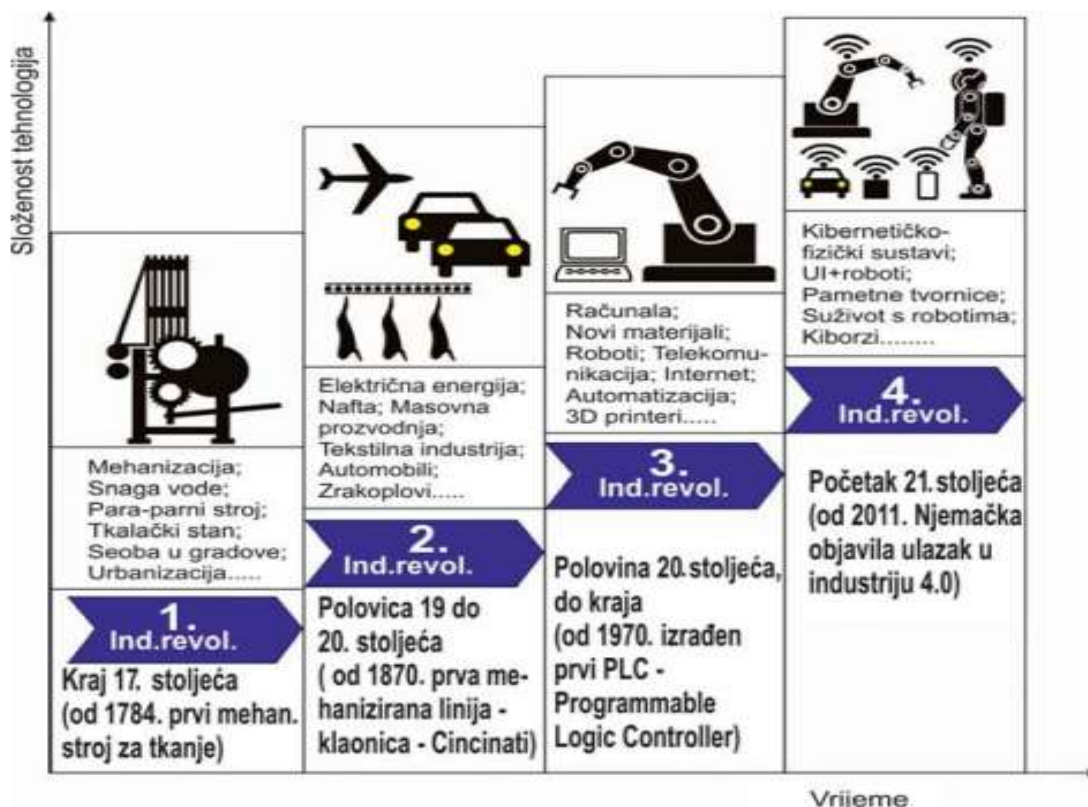 Složenost tehnologija
Mehanizacija;
Snaga vode;
Para-parni stroj;
Tkalački stan;
Seoba u gradove;
Urbanizacija.....
1.
Ind.revol.
Kraj 17. stoljeća
(od 1784. prvi mehan.
stroj za tkanje)
Električna energija;
Nafta; Masovna
prozvodnja;
Tekstilna industrija;
Automobili;
Zrakoplovi.....
2.
Ind.revol.
Polovica 19 do
20. stoljeća
( od 1870. prva me-
hanizirana linija -
klaonica - Cincinati)
Računala;
Novi materijali;
Roboti; Telekomu-
nikacija; Internet;
Automatizacija;
3D printeri.....
3.
Ind.revol.
Polovina 20. stoljeća,
do kraja
(od 1970. izrađen
prvi PLC -
Programmable
Logic Controller)
Kibernetičko-
fizički sustavi;
UI+roboti;
Pametne tvornice;
Suživot s robotima;
Kiborzi........
4.
Ind.revol.
Početak 21. stoljeća
(od 2011. Njemačka
objavila ulazak u
industriju 4.0)
Vrijeme